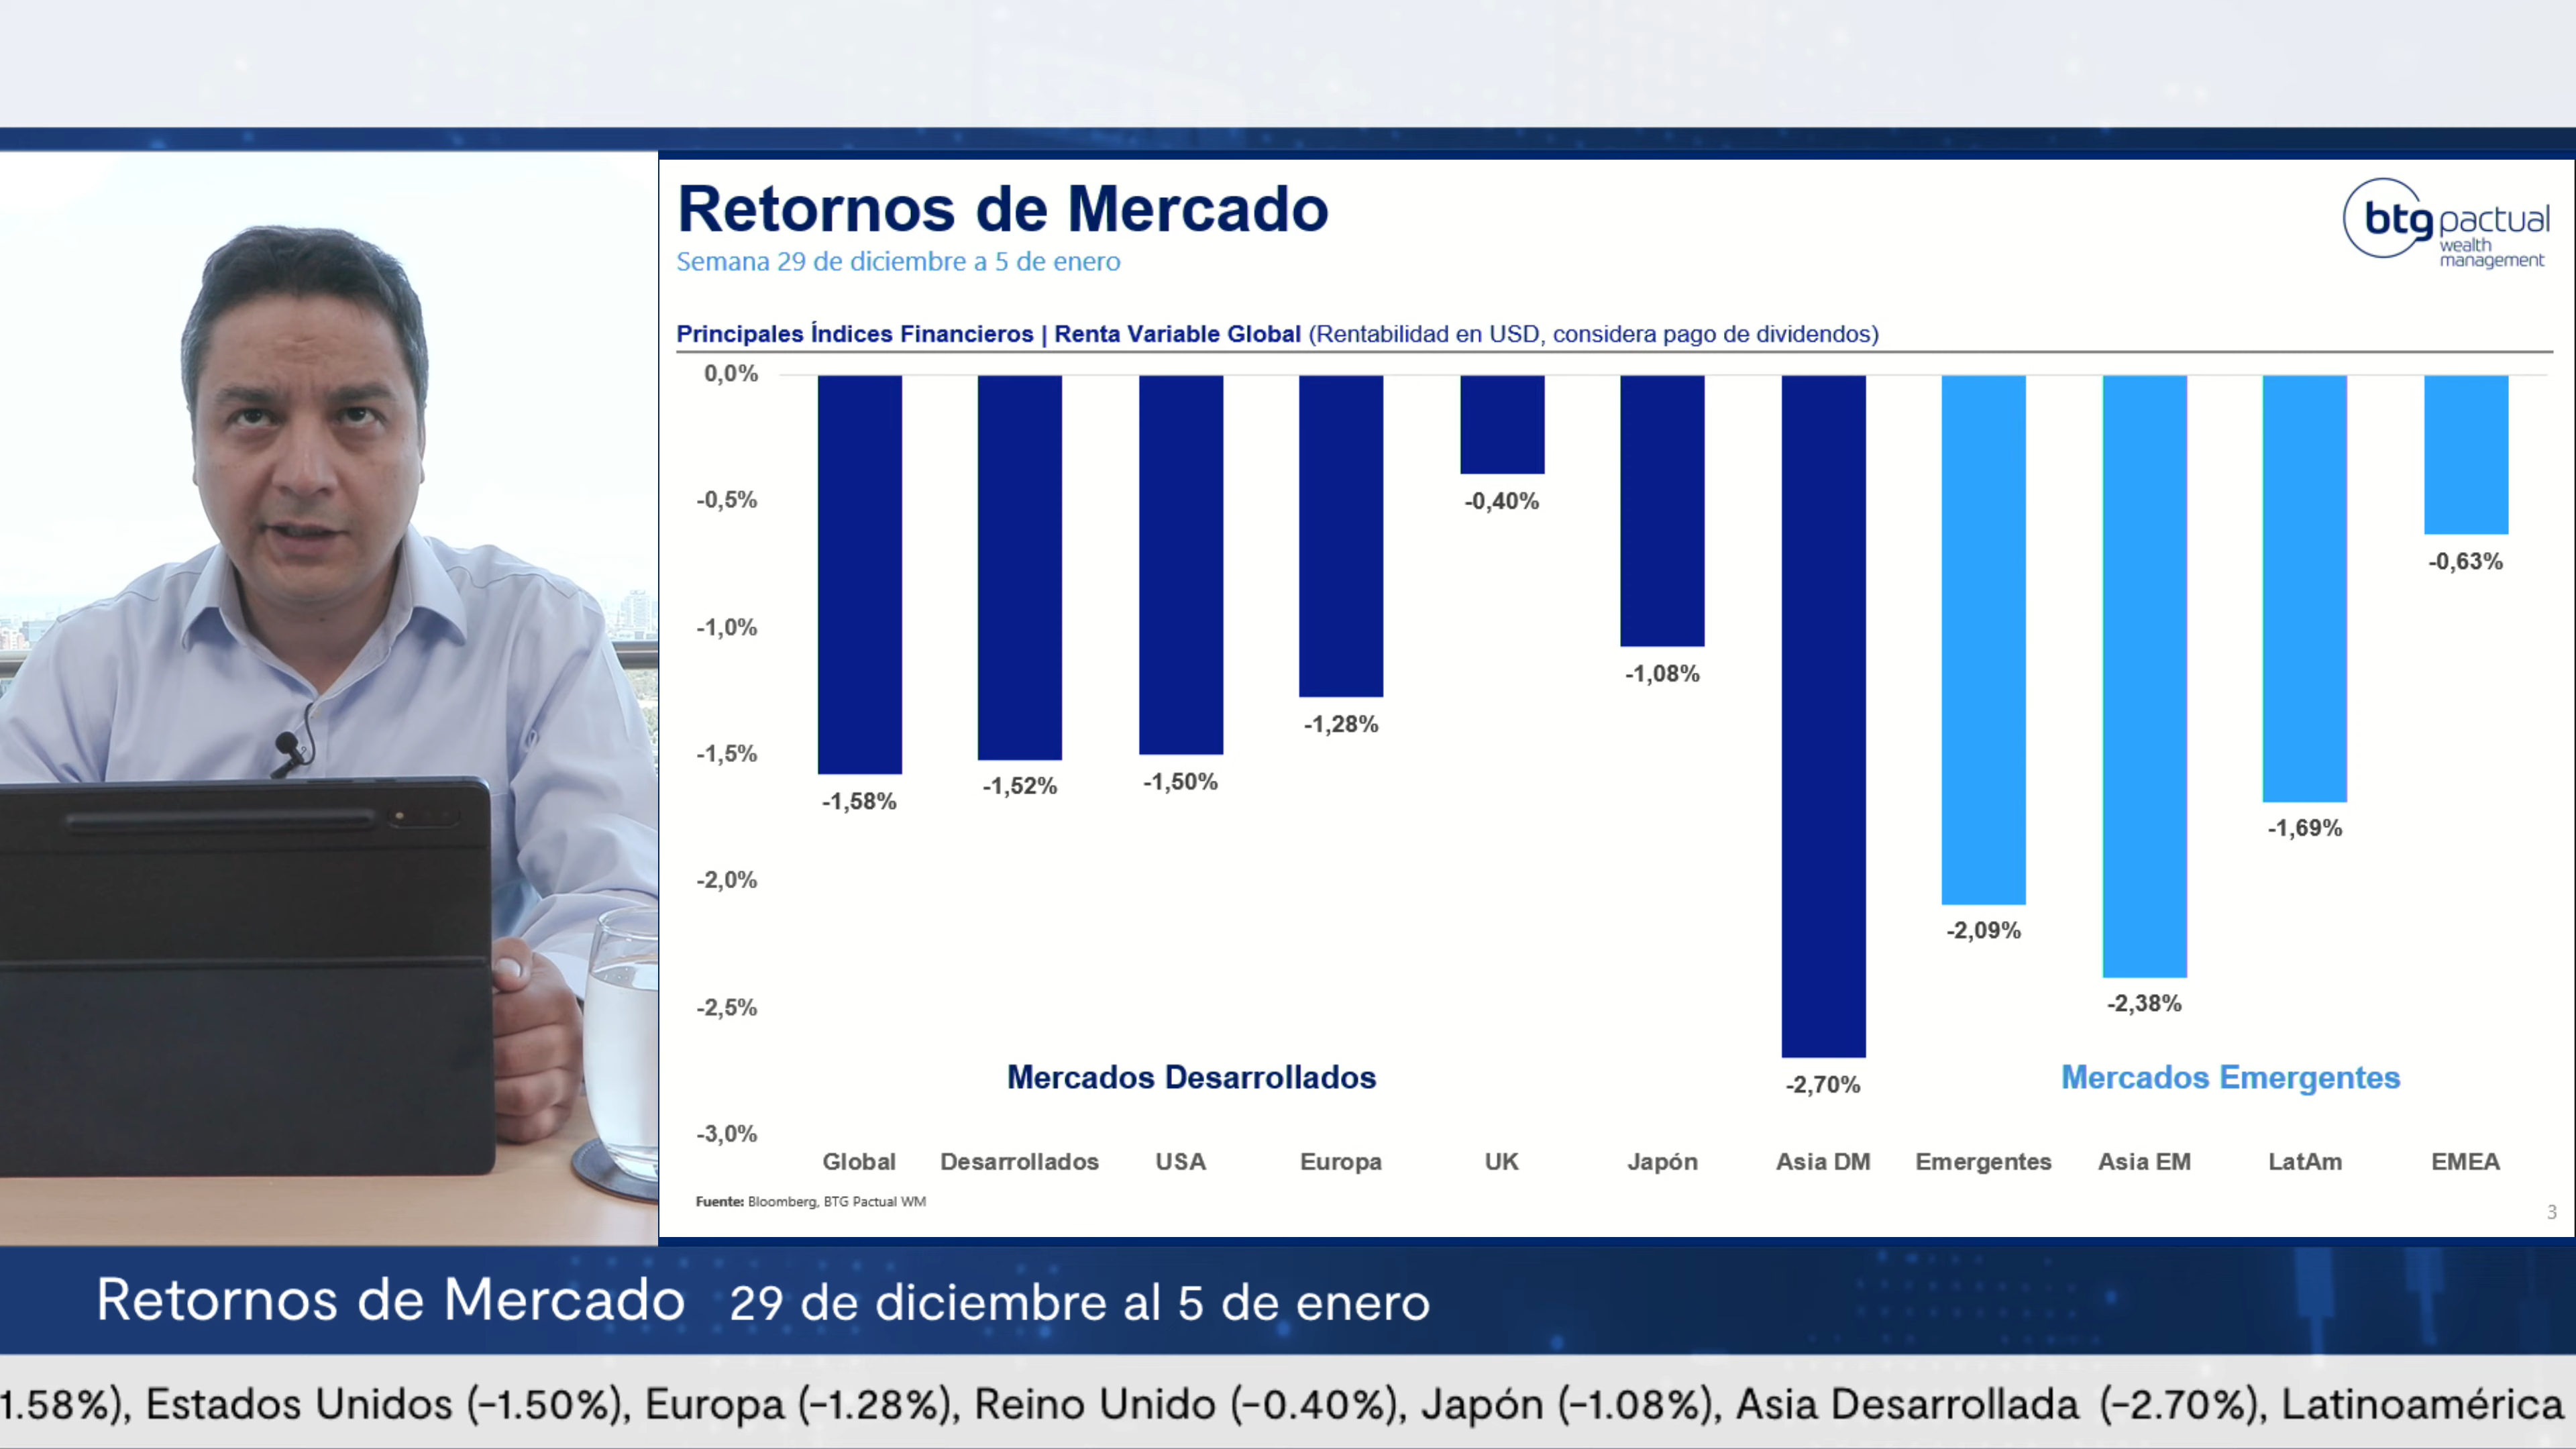 Retornos de Mercado
Semana 29 de diciembre a 5 de enero
btg pactual
wealth
management
Principales Índices Financieros | Renta Variable Global (Rentabilidad en USD, considera pago de dividendos)
0,0%
-0,5%
-1,0%
-1,5%
-2,0%
-2,5%
-3,0%
-1,58%
-1,52%
-1,50%
-1,28%
-0,40%
-1,08%
-2,70%
-2,09%
-2,38%
-1,69%
-0,63%
Mercados Desarrollados
Mercados Emergentes
Global Desarrollados USA Europa UK Japón Asia DM Emergentes Asia EM LatAm EMEA
Fuente: Bloomberg, BTG Pactual WM
3
Retornos de Mercado 29 de diciembre al 5 de enero
1.58%), Estados Unidos (-1.50%), Europa (-1.28%), Reino Unido (-0.40%), Japón (-1.08%), Asia Desarrollada (-2.70%), Latinoamérica